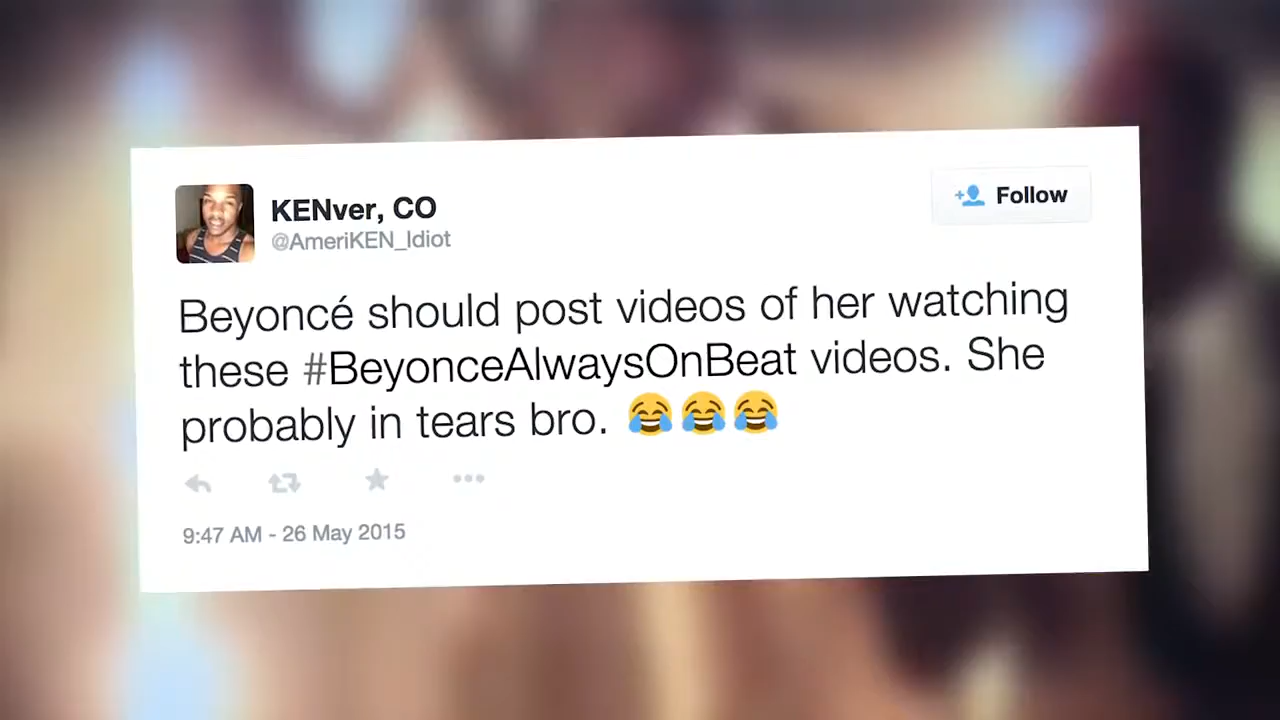 KENver, CO
@AmeriKEN_Idiot
Follow
Beyoncé should post videos of her watching
these #BeyonceAlwaysOnBeat videos. She
probably in tears bro. 😂😂😂
9:47 AM - 26 May 2015